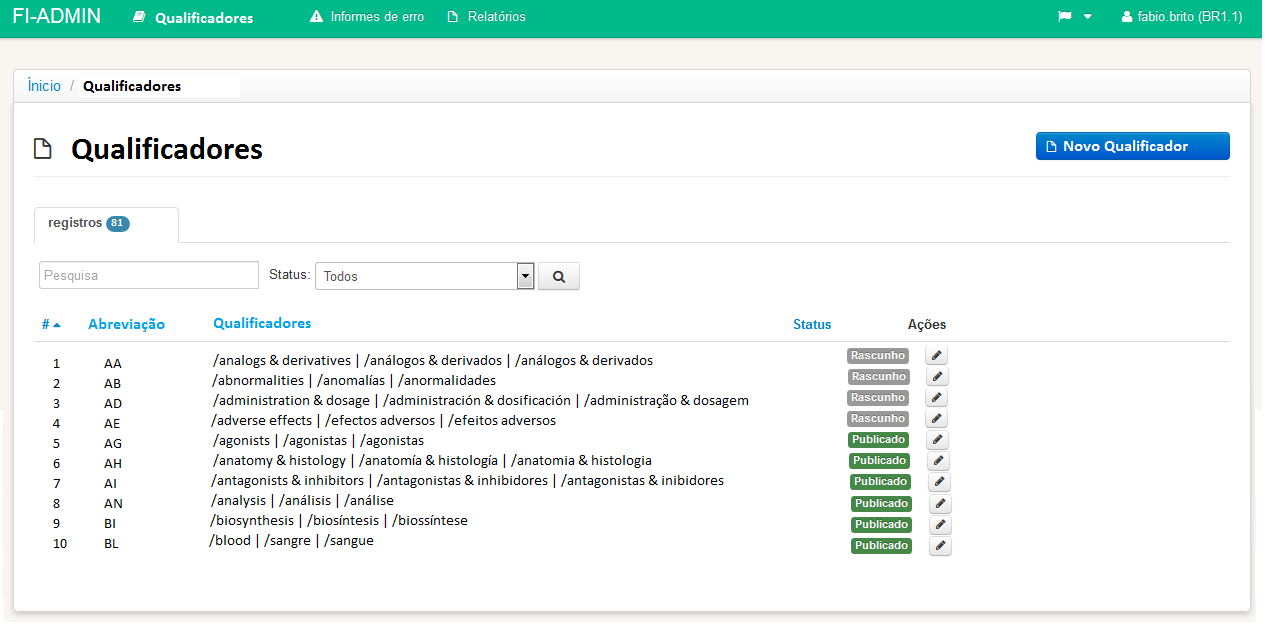 FI-ADMIN Qualificadores Informes de erro Relatórios fabio.brito (BR1.1)
Ínicio / Qualificadores
Qualificadores
Novo Qualificador
registros 81
Pesquisa Status: Todos
# Abreviação Qualificadores Status Ações
1 AA /analogs & derivatives | /análogos & derivados | /análogos & derivados Rascunho
2 AB /abnormalities | /anomalías | /anormalidades Rascunho
3 AD /administration & dosage | /administración & dosificación | /administração & dosagem Rascunho
4 AE /adverse effects | /efectos adversos | /efeitos adversos Rascunho
5 AG /agonists | /agonistas | /agonistas Publicado
6 AH /anatomy & histology | /anatomía & histología | /anatomia & histologia Publicado
7 AI /antagonists & inhibitors | /antagonistas & inhibidores | /antagonistas & inibidores Publicado
8 AN /analysis | /análisis | /análise Publicado
9 BI /biosynthesis | /biosíntesis | /biossíntese Publicado
10 BL /blood | /sangre | /sangue Publicado